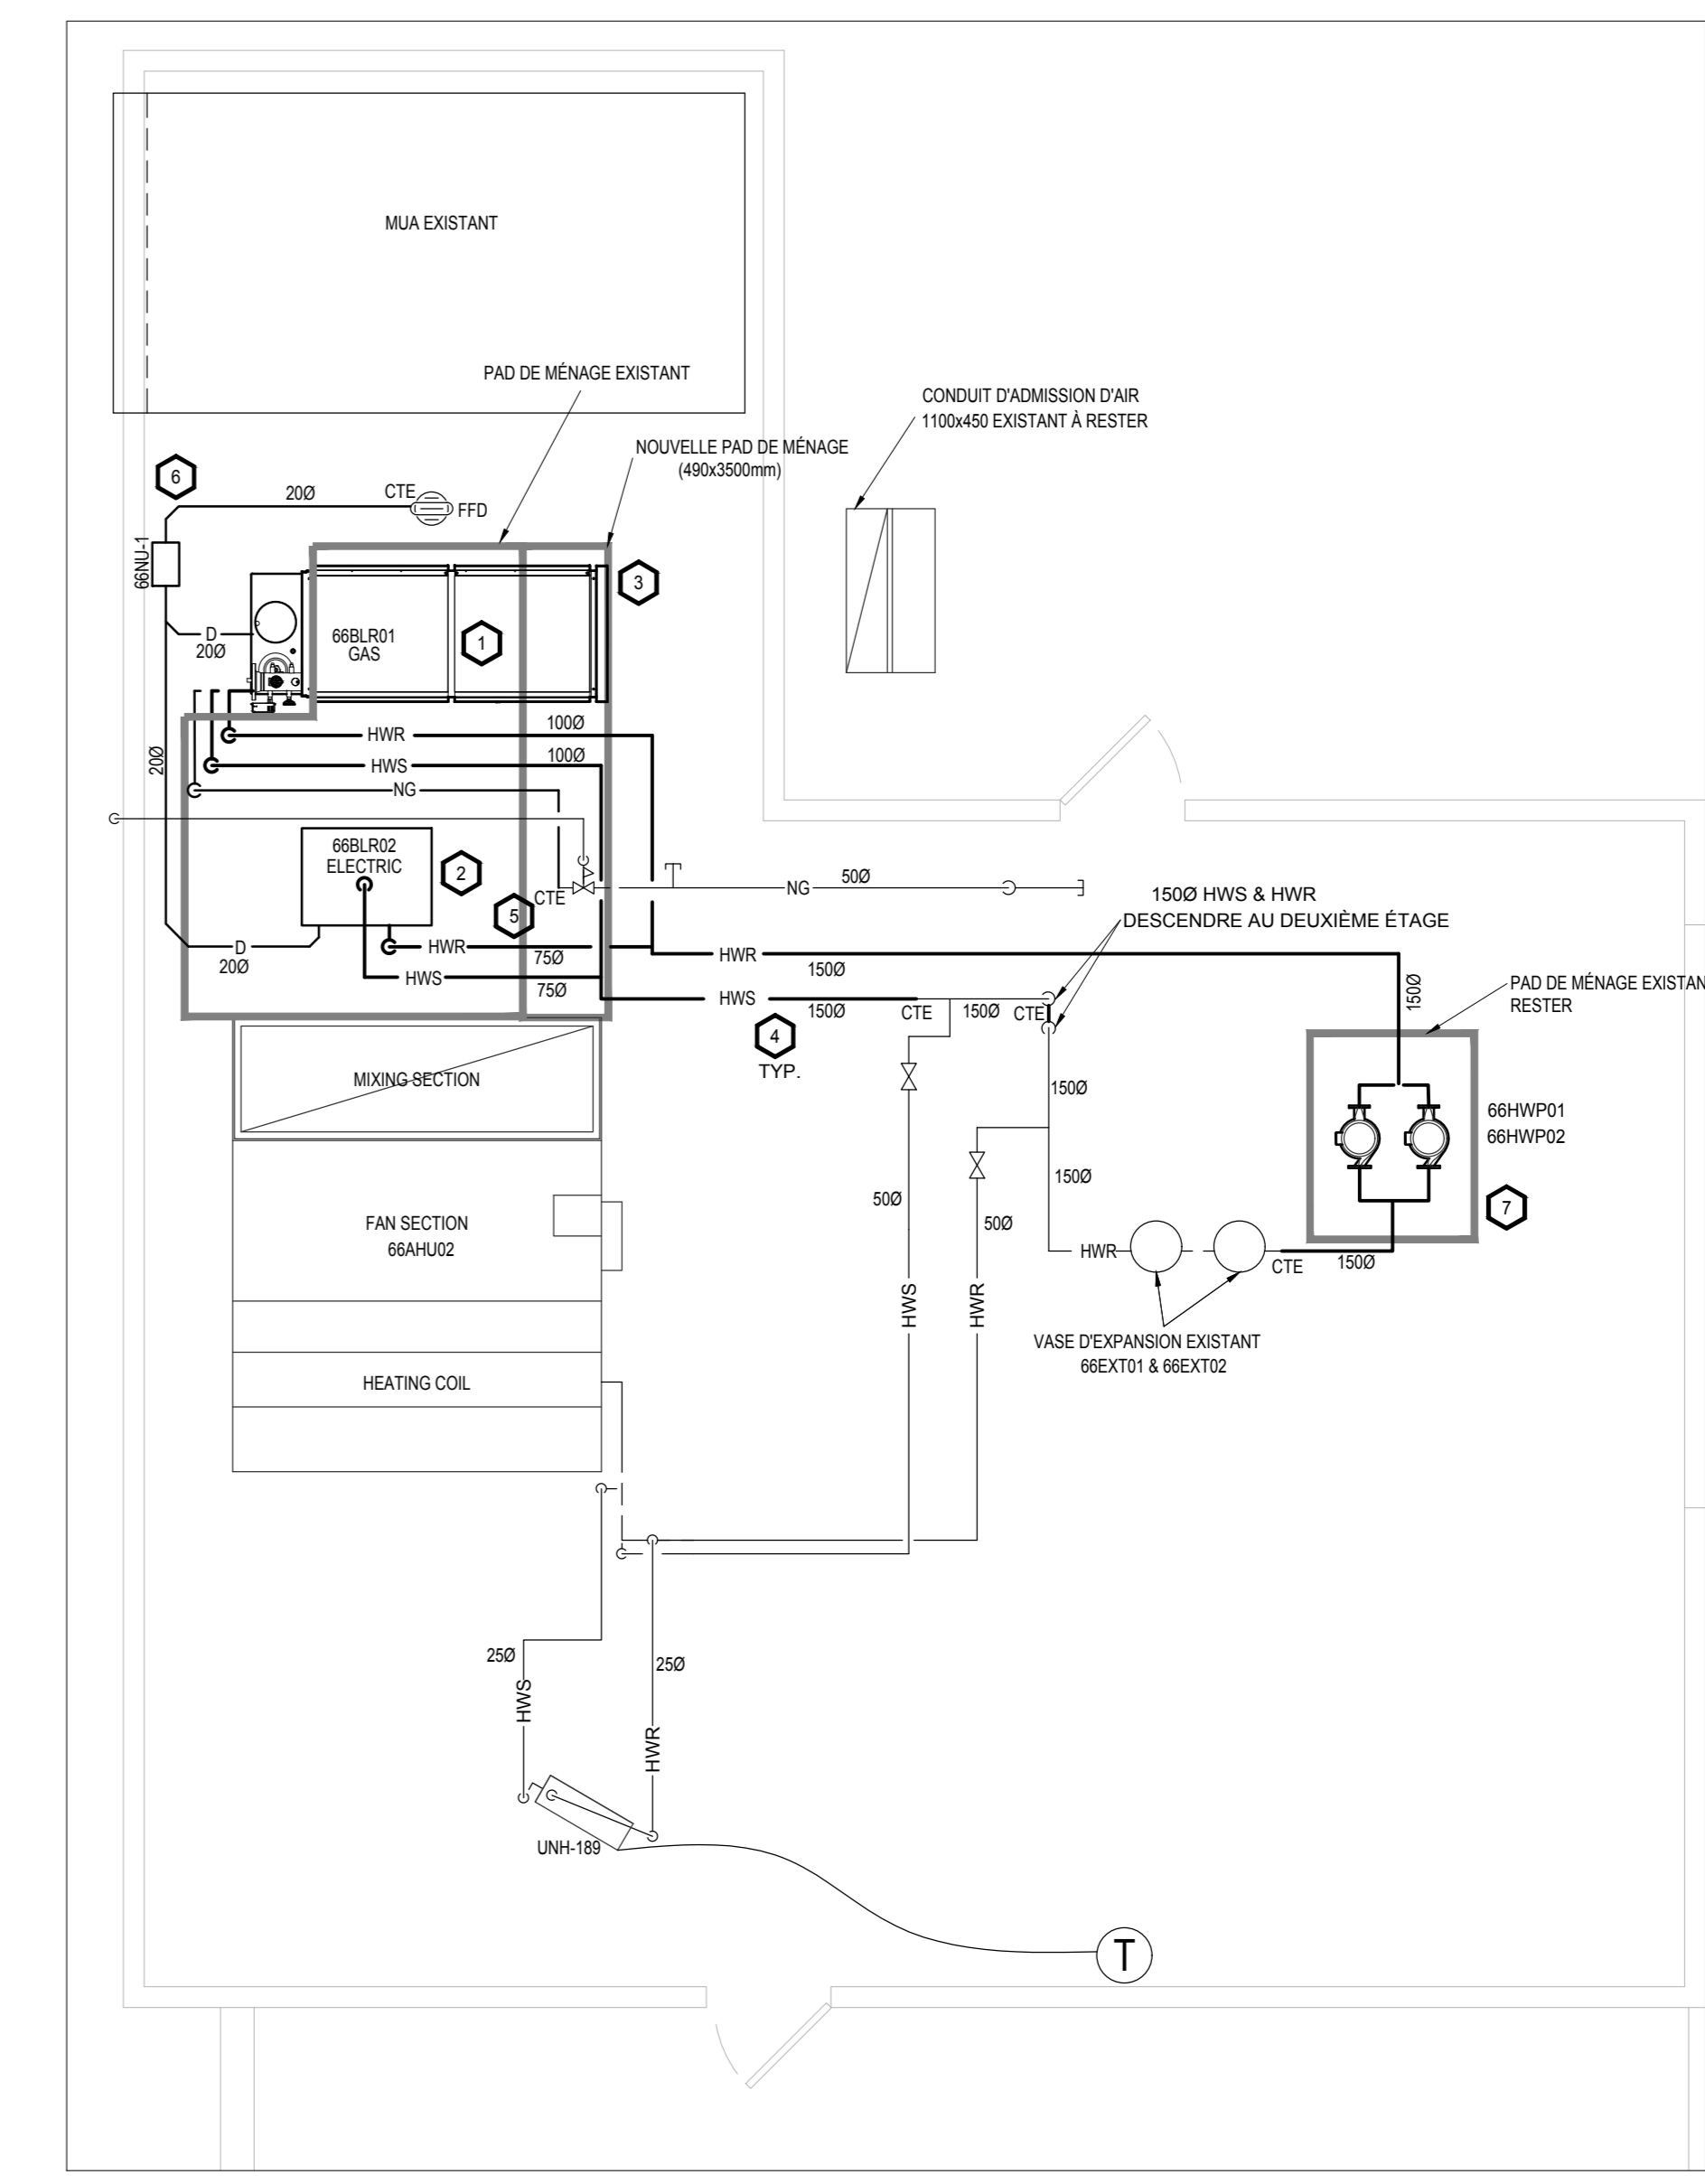 MUA EXISTANT
PAD DE MÉNAGE EXISTANT
CONDUIT D'ADMISSION D'AIR
1100x450 EXISTANT À RESTER
NOUVELLE PAD DE MÉNAGE
(490x3500mm)
6
20Ø
CTE
FFD
66NU-1
3
66BLR01
GAS
1
D
20Ø
HWR
100Ø
HWS
100Ø
20Ø
NG
66BLR02
ELECTRIC
2
CTE
5
NG
50Ø
150Ø HWS & HWR
DESCENDRE AU DEUXIÈME ÉTAGE
D
20Ø
HWR
75Ø
HWS
75Ø
HWR
150Ø
HWS
150Ø
CTE
150Ø
CTE
150Ø
PAD DE MÉNAGE EXISTAN
RESTER
4
TYP.
MIXING SECTION
150Ø
66HWP01
66HWP02
150Ø
7
50Ø
50Ø
FAN SECTION
66AHU02
HWR
CTE
150Ø
HWS
HWR
VASE D'EXPANSION EXISTANT
66EXT01 & 66EXT02
HEATING COIL
25Ø
25Ø
HWS
HWR
UNH-189
T